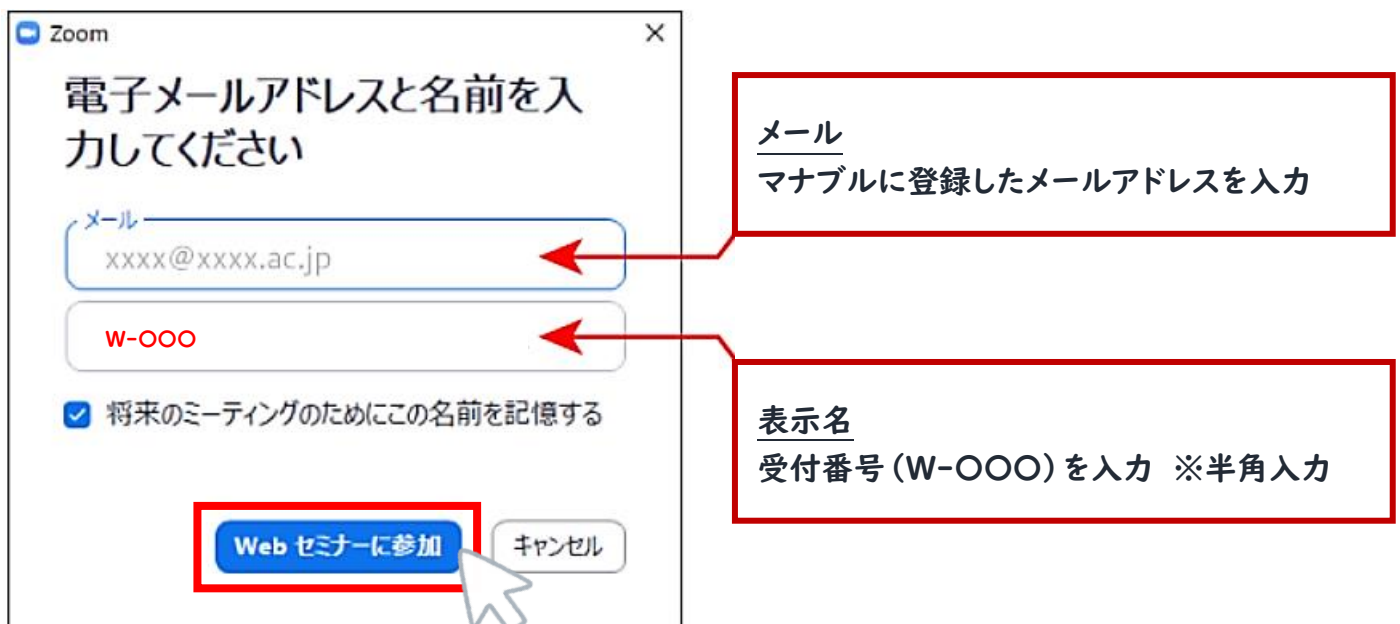 Zoom
電子メールアドレスと名前を入
力してください
メール
xxxx@xxxx.ac.jp
W-〇〇〇
将来のミーティングのためにこの名前を記憶する
Web セミナーに参加
キャンセル
メール
マナブルに登録したメールアドレスを入力
表示名
受付番号(W-〇〇〇)を入力 ※半角入力